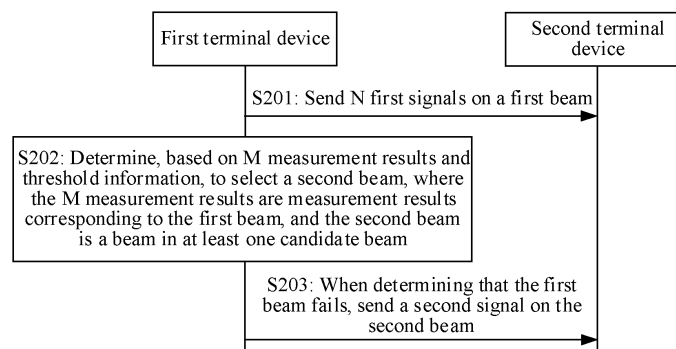 First terminal device
Second terminal
device
S201: Send N first signals on a first beam
S202: Determine, based on M measurement results and
threshold information, to select a second beam, where
the M measurement results are measurement results
corresponding to the first beam, and the second beam
is a beam in at least one candidate beam
S203: When determining that the first
beam fails, send a second signal on the
second beam